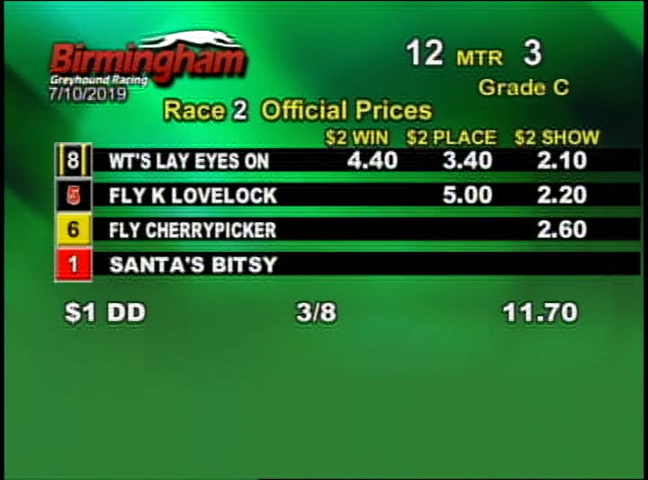 Birmingham
Greyhound Racing
7/10/2019
12 MTR 3
Grade C
Race 2 Official Prices
$2 WIN $2 PLACE $2 SHOW
8 WT'S LAY EYES ON 4.40 3.40 2.10
5 FLY K LOVELOCK 5.00 2.20
6 FLY CHERRYPICKER 2.60
1 SANTA'S BITSY
$1 DD 3/8 11.70